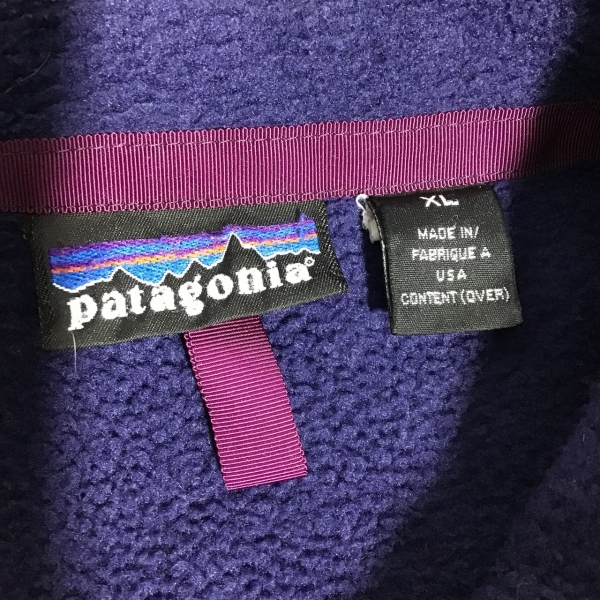 patagonia®
XL
MADE IN/
FABRIQUE A
USA
CONTENT (OVER)